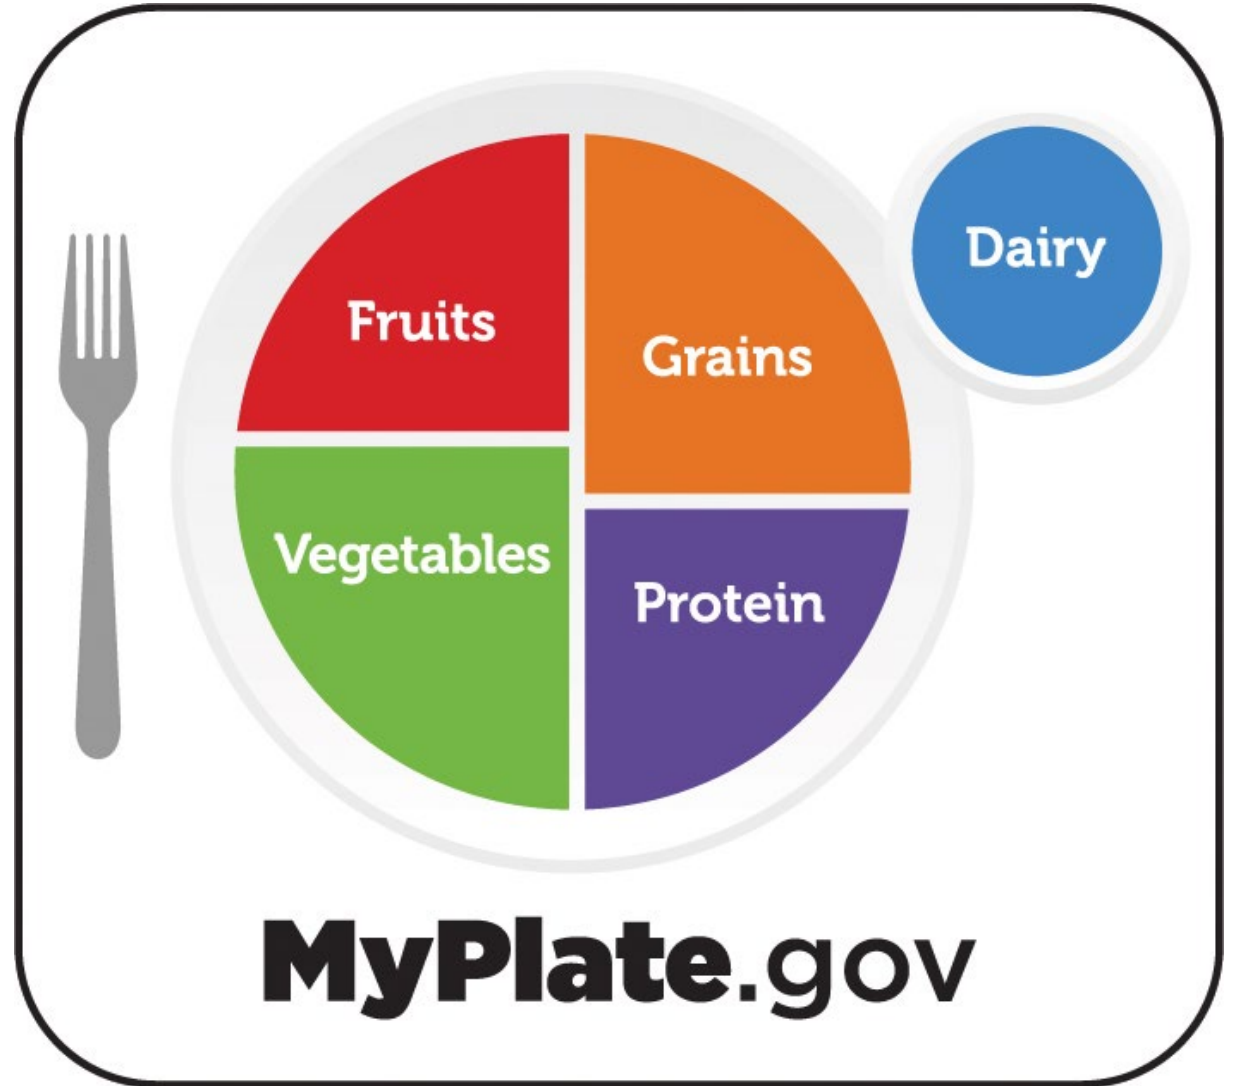 Fruits
Grains
Dairy
Vegetables
Protein
MyPlate.gov